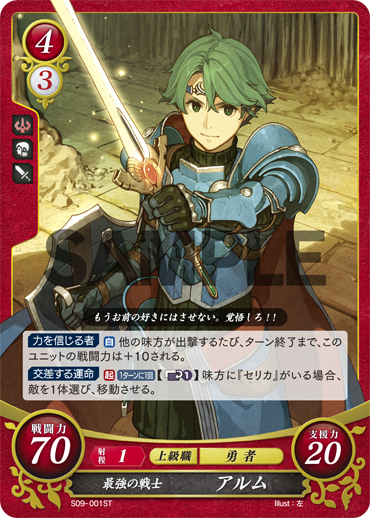 4
3
SAMPLE
もうお前の好きにはさせない。覚悟しろ！！
力を信じる者 自 他の味方が出撃するたび、ターン終了まで、この
ユニットの戦闘力は＋10される。
交差する運命 起 1ターンに1回 【 1】 味方に『セリカ』がいる場合、
敵を1体選び、移動させる。
戦闘力
70
射程 1
上級職
勇者
支援力
20
最強の戦士 アルム
S09-001ST
Illust：左